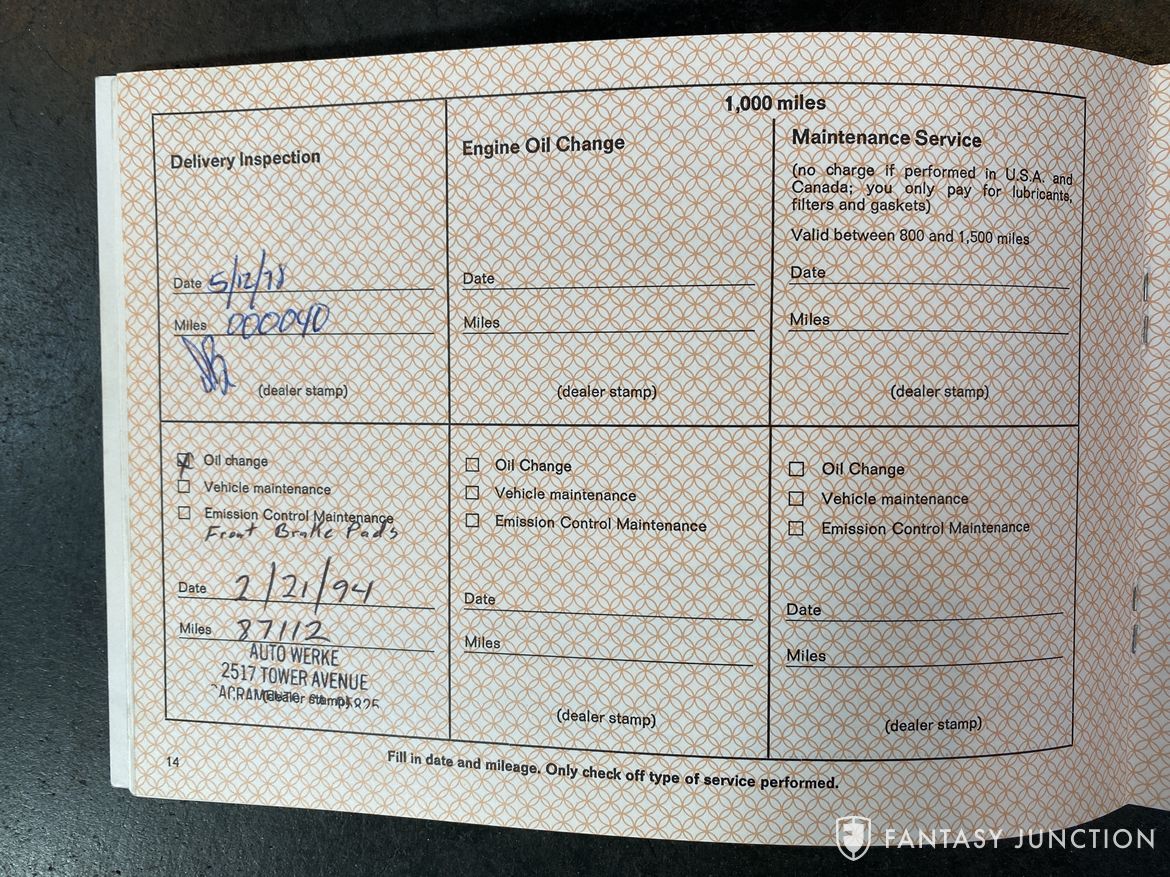 1,000 miles
Delivery Inspection
Date 5/12/78
Miles 000040
(dealer stamp)
Engine Oil Change
Date
Miles
(dealer stamp)
Maintenance Service
(no charge if performed in U.S.A. and
Canada; you only pay for lubricants,
filters and gaskets)
Valid between 800 and 1,500 miles
Date
Miles
(dealer stamp)
Oil change
Vehicle maintenance
Emission Control Maintenance
Front Brake Pads
Date 2/21/94
Miles 87112
AUTO WERKE
2517 TOWER AVENUE
(dealer stamp)
Oil Change
Vehicle maintenance
Emission Control Maintenance
Date
Miles
(dealer stamp)
Oil Change
Vehicle maintenance
Emission Control Maintenance
Date
Miles
(dealer stamp)
14
Fill in date and mileage. Only check off type of service performed.
FANTASY JUNCTION